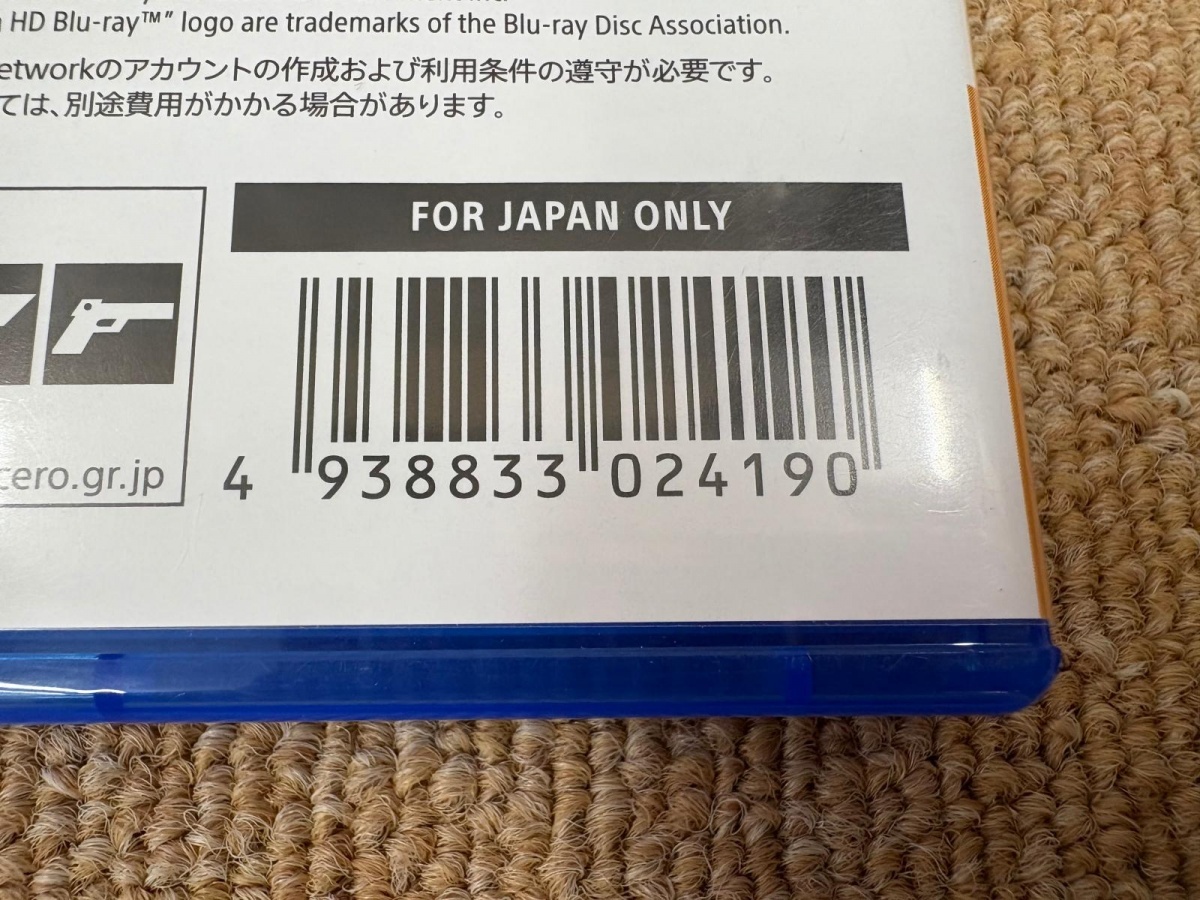 HD Blu-ray™” logo are trademarks of the Blu-ray Disc Association.
etworkのアカウントの作成および利用条件の遵守が必要です。
ては、別途費用がかかる場合があります。
FOR JAPAN ONLY
cero.gr.jp
4 938833 024190